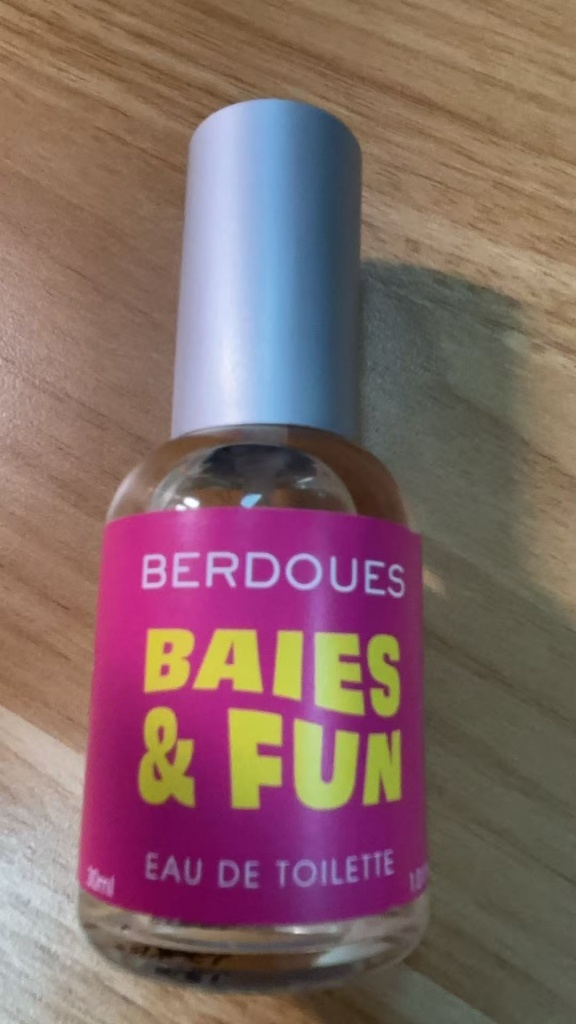 BERDOUES
BAIES
& FUN
EAU DE TOILETTE
30ml